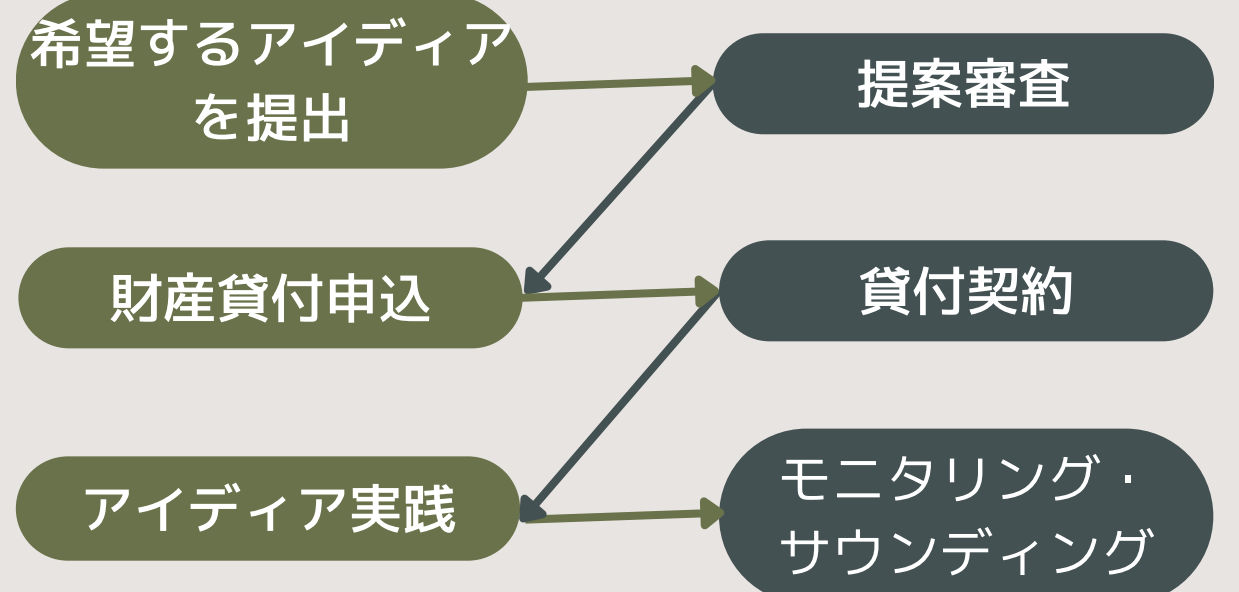 希望するアイディア
を提出
提案審査
財産貸付申込
貸付契約
アイディア実践
モニタリング・
サウンディング